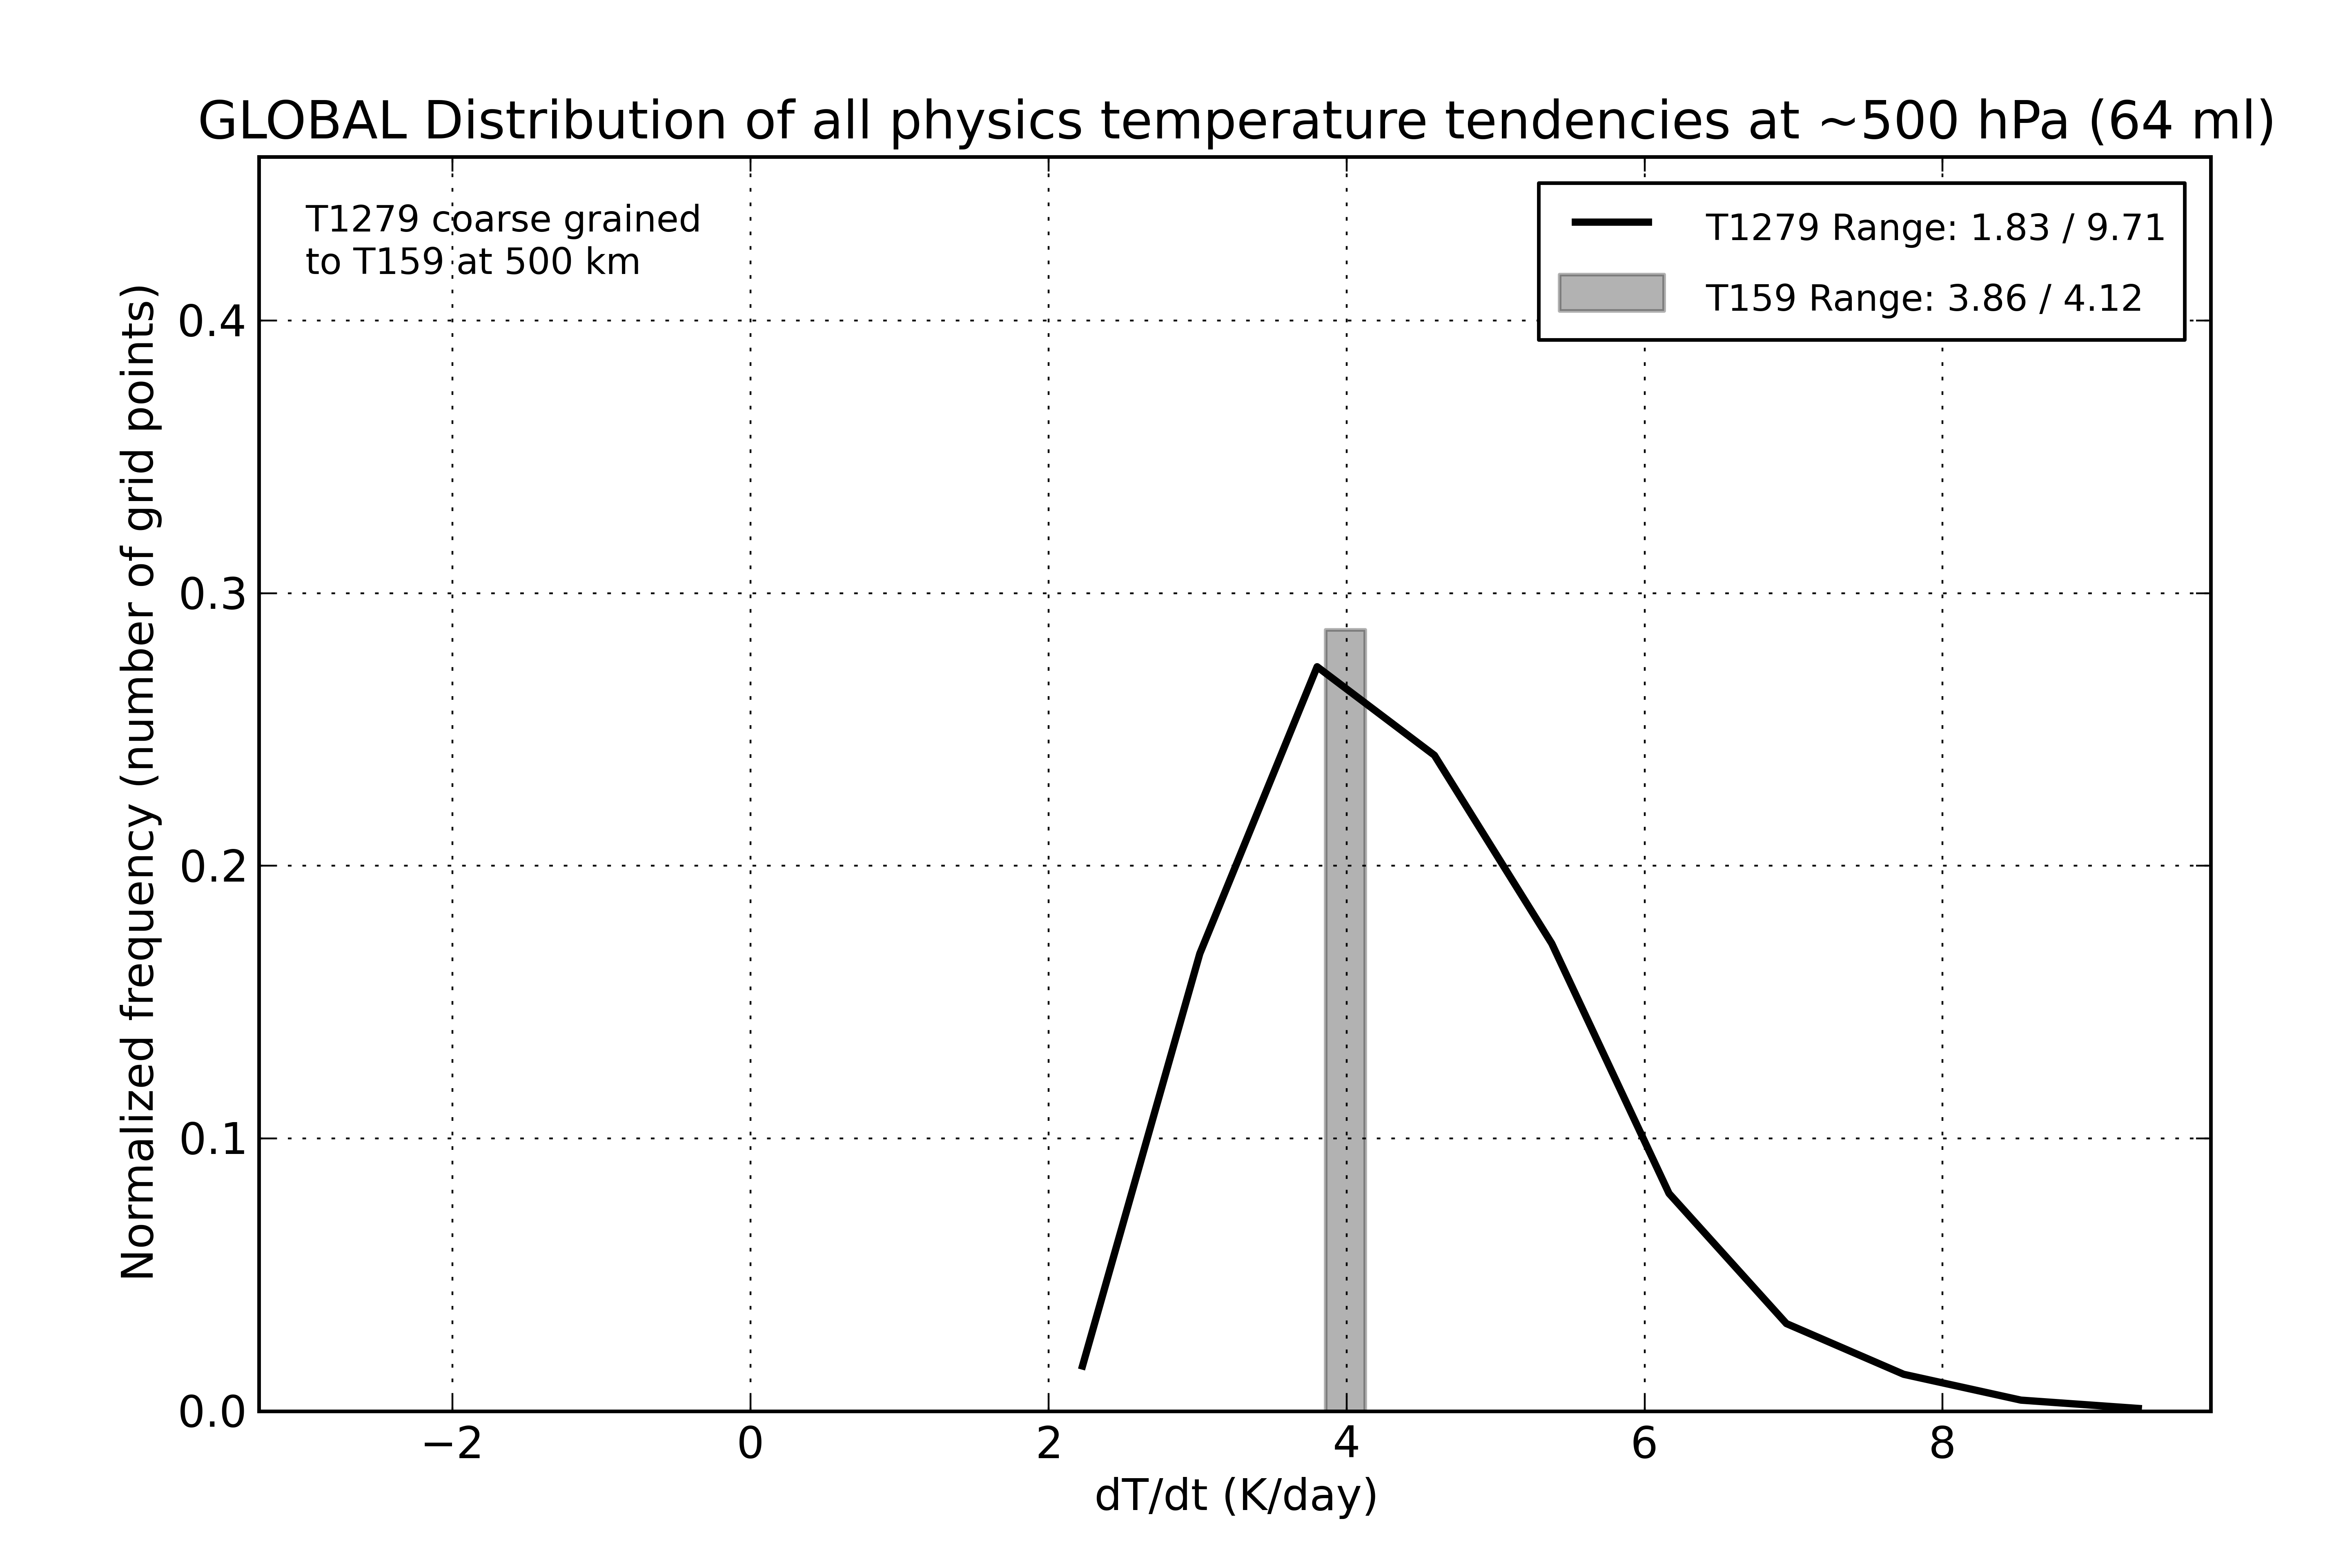 GLOBAL Distribution of all physics temperature tendencies at ~500 hPa (64 ml)
T1279 coarse grained
to T159 at 500 km
T1279 Range: 1.83 / 9.71
T159 Range: 3.86 / 4.12
Normalized frequency (number of grid points)
0.4
0.3
0.2
0.1
0.0
−2 0 2 4 6 8
dT/dt (K/day)